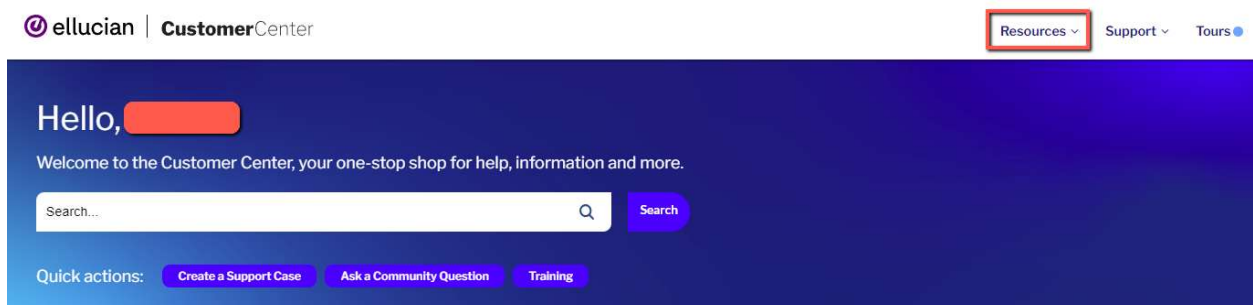 ellucian | CustomerCenter
Resources Support Tours
Hello,
Welcome to the Customer Center, your one-stop shop for help, information and more.
Search... Search
Quick actions: Create a Support Case Ask a Community Question Training